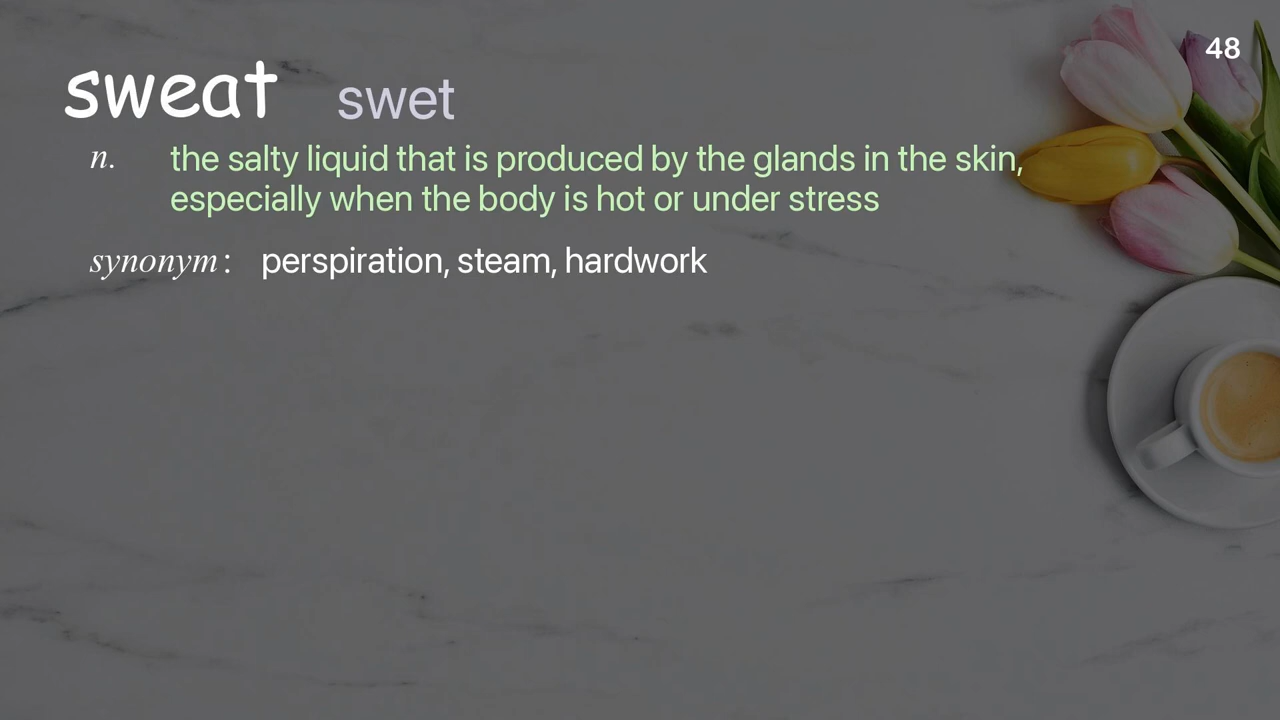 48
sweat swet
n. the salty liquid that is produced by the glands in the skin,
especially when the body is hot or under stress
synonym: perspiration, steam, hardwork